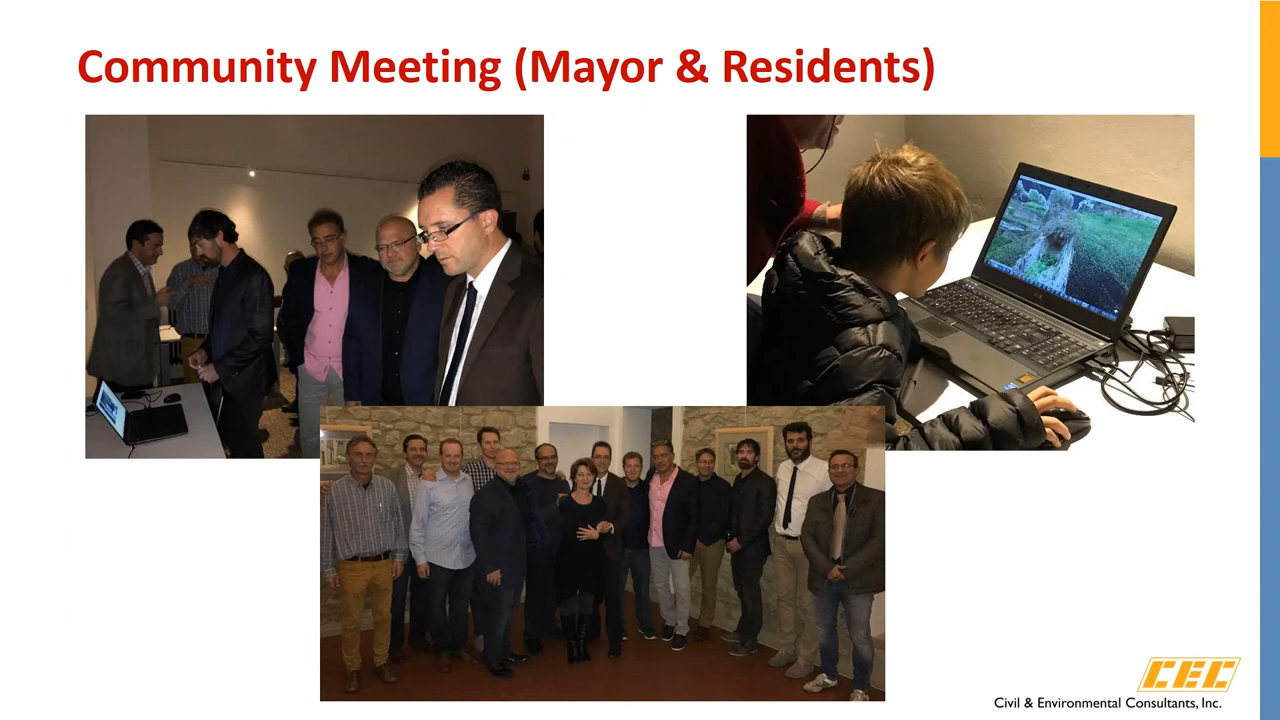 Community Meeting (Mayor & Residents)
CEC
Civil & Environmental Consultants, Inc.